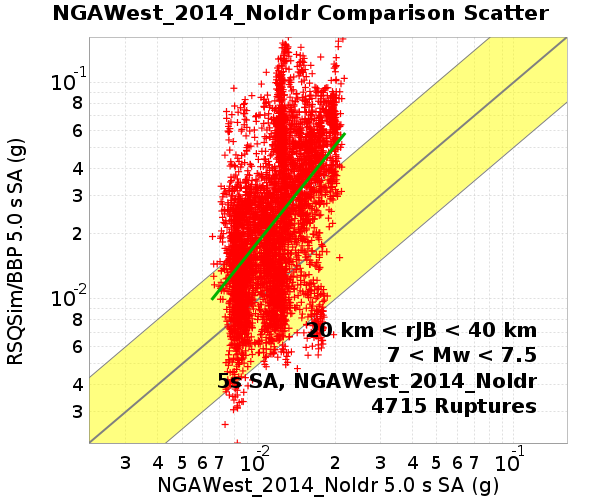 NGAWest_2014_NoIdr Comparison Scatter
10-1
8
6
4
3
2
10-2
8
6
4
3
RSQSim/BBP 5.0 s SA (g)
20 km < rJB < 40 km
7 < Mw < 7.5
5s SA, NGAWest_2014_NoIdr
4715 Ruptures
3 4 5 6 7 10-2 2 3 4 5 6 7 10-1
NGAWest_2014_NoIdr 5.0 s SA (g)